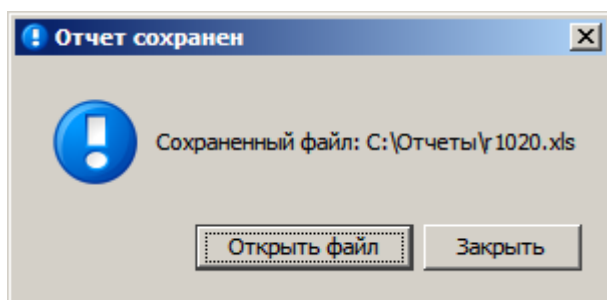 Отчет сохранен
Сохраненный файл: C:\Отчеты\r1020.xls
Открыть файл
Закрыть